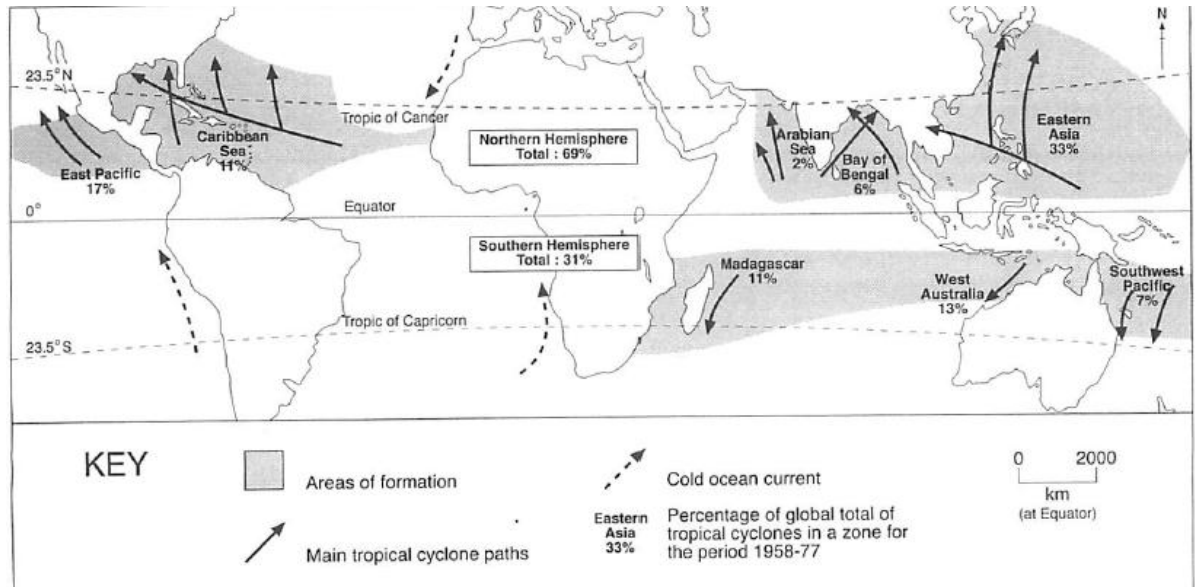 N
23.5°N
Tropic of Cancer
Caribbean
Sea
11%
East Pacific
17%
Northern Hemisphere
Total : 69%
Arabian
Sea
2%
Bay of
Bengal
6%
Eastern
Asia
33%
0°
Equator
Southern Hemisphere
Total : 31%
Madagascar
11%
West
Australia
13%
Southwest
Pacific
7%
Tropic of Capricorn
23.5°S
KEY
Areas of formation
Main tropical cyclone paths
Cold ocean current
Eastern
Asia
33%
Percentage of global total of
tropical cyclones in a zone for
the period 1958-77
0 2000
km
(at Equator)